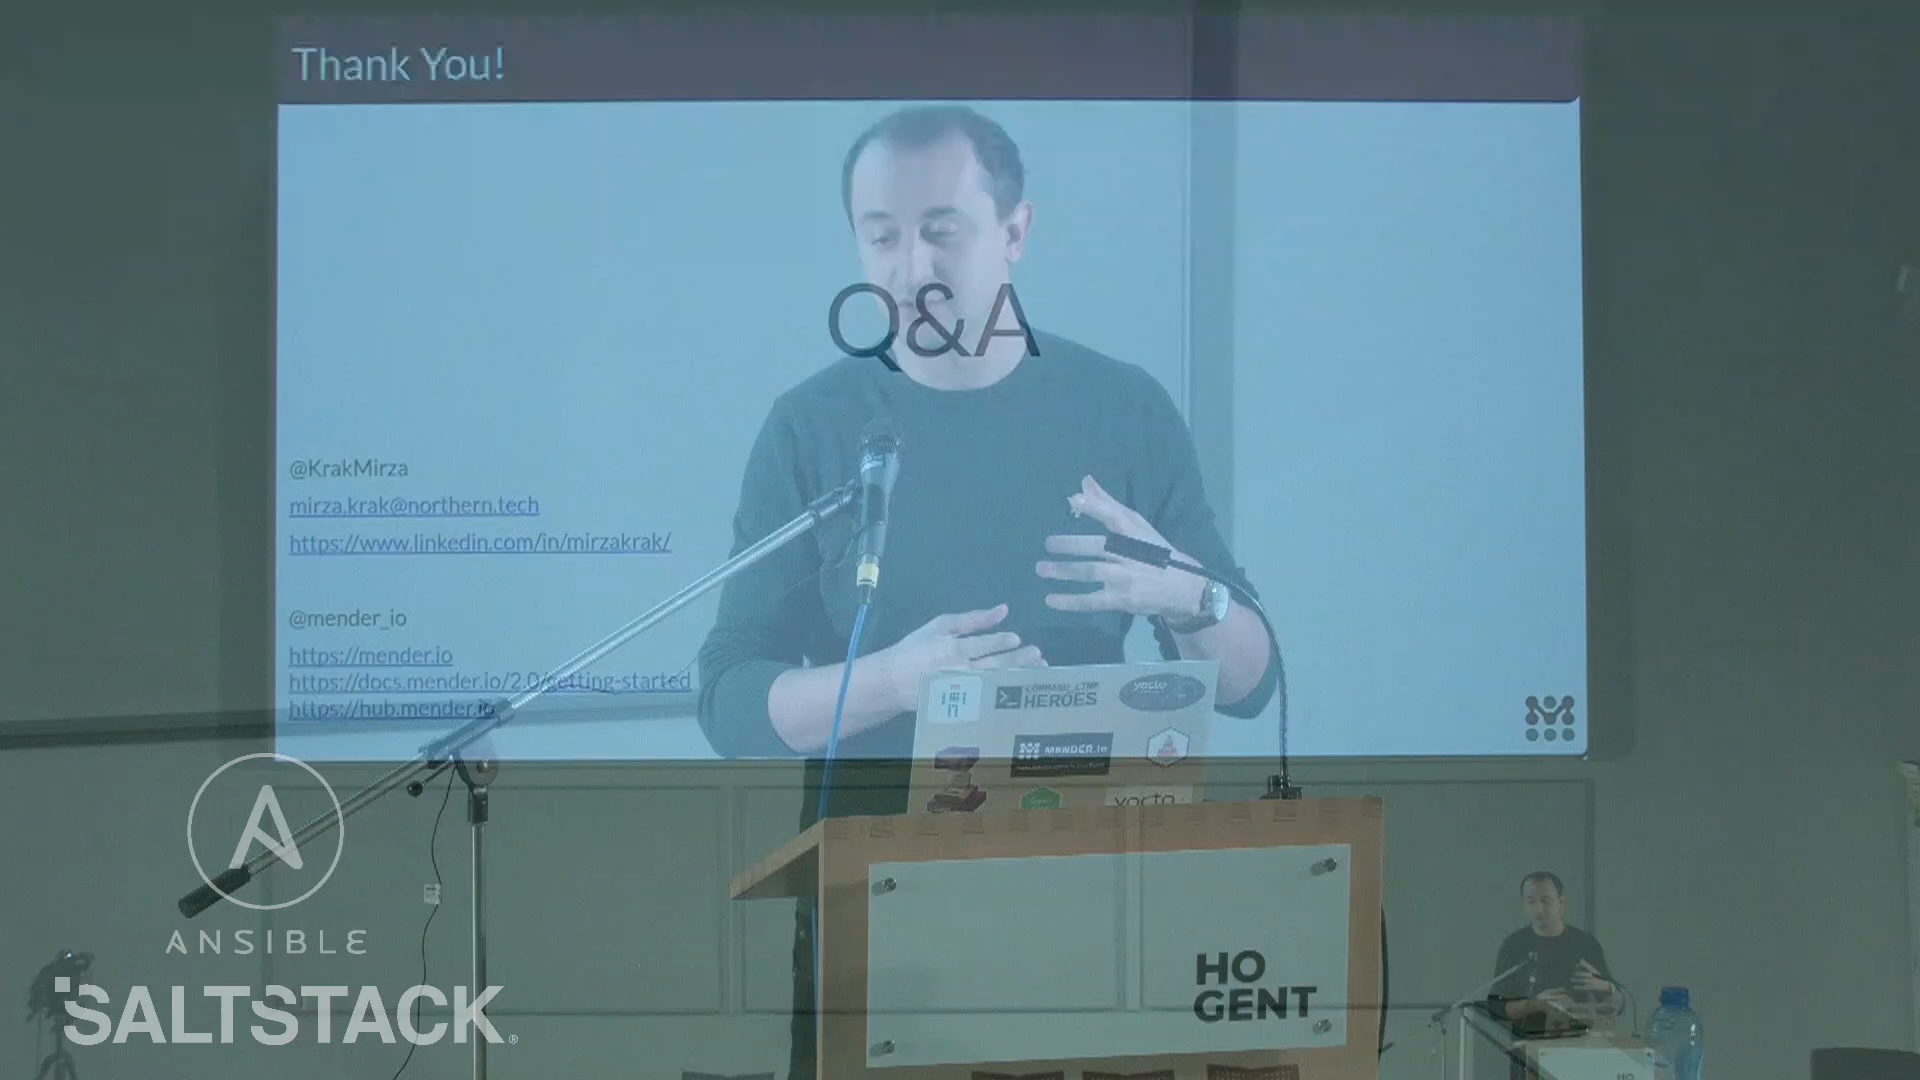 Thank You!
Q&A
@KrakMirza
mirza.krak@northern.tech
https://www.linkedin.com/in/mirzakrak/
@mender_io
https://mender.io
https://docs.mender.io/2.0/getting-started
https://hub.mender.io
COMMAND_LINE
HEROES
yocto
MENDER.io
yocto
HO
GENT
ANSIBLE
SALTSTACK®
HO